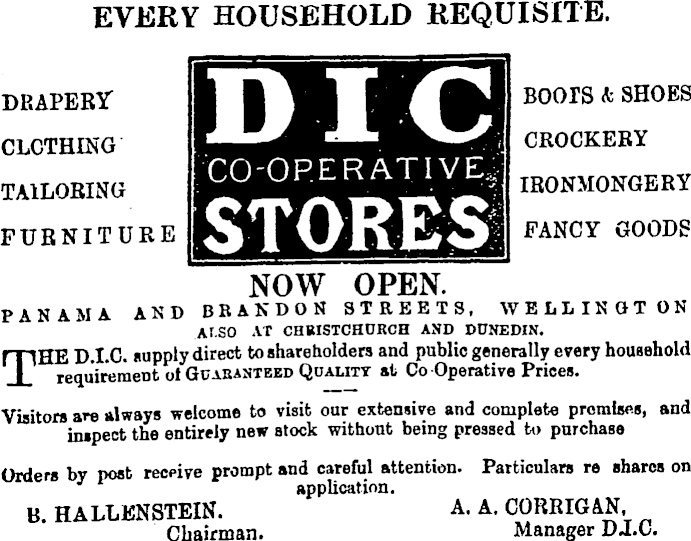 EVERY HOUSEHOLD REQUISITE.
DRAPERY
CLOTHING
TAILORING
FURNITURE
DIC
CO-OPERATIVE
STORES
BOOTS & SHOES
CROCKERY
IRONMONGERY
FANCY GOODS
NOW OPEN.
PANAMA AND BRANDON STREETS, WELLINGTON
ALSO AT CHRISTCHURCH AND DUNEDIN.
THE D.I.C. supply direct to shareholders and public generally every household
requirement of GUARANTEED QUALITY at Co-Operative Prices.
Visitors are always welcome to visit our extensive and complete premises, and
inspect the entirely new stock without being pressed to purchase
Orders by post receive prompt and careful attention. Particulars re shares on
application.
B. HALLENSTEIN.
Chairman.
A. A. CORRIGAN,
Manager D.I.C.